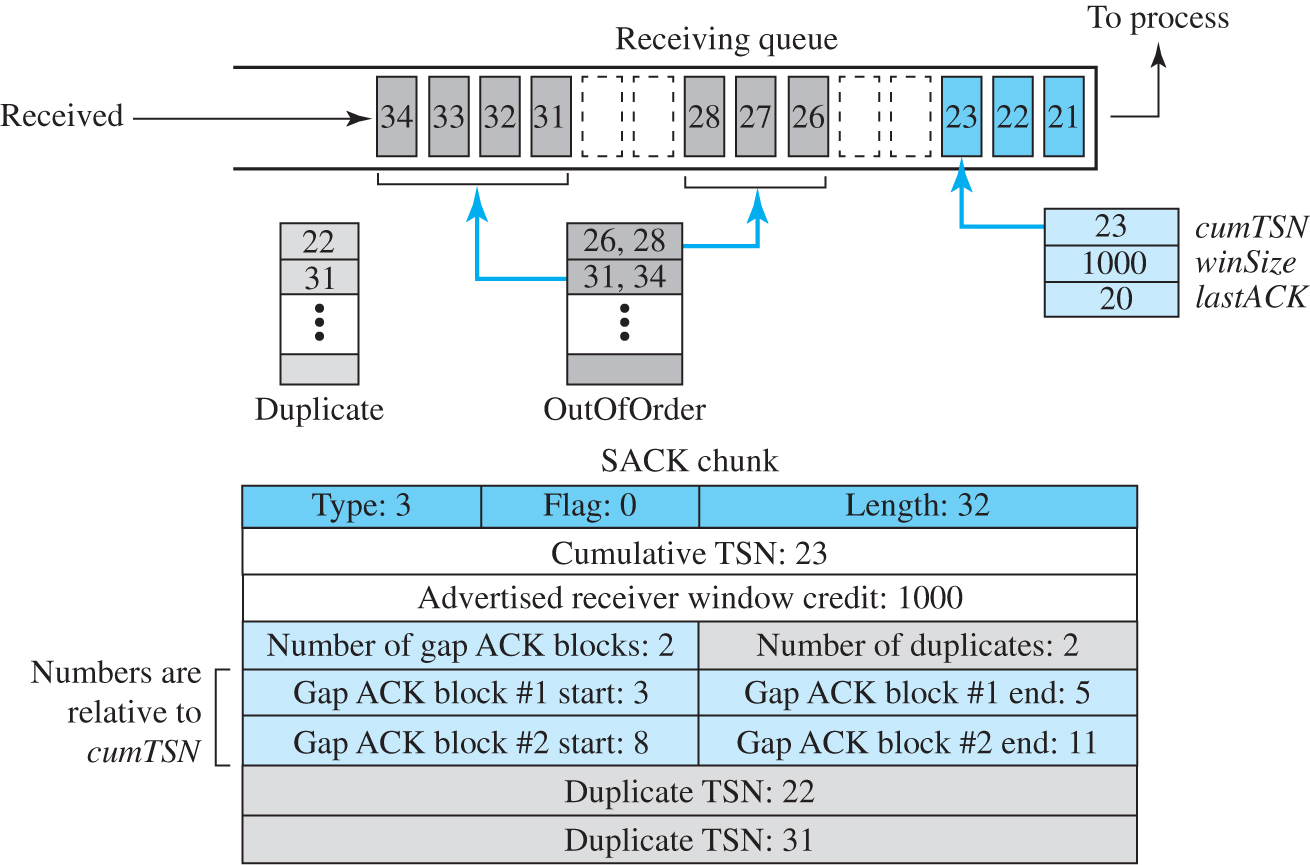 To process
Receiving queue
Received
34 33 32 31 28 27 26 23 22 21
22
31
Duplicate
26, 28
31, 34
OutOfOrder
23 cumTSN
1000 winSize
20 lastACK
SACK chunk
Type: 3 Flag: 0 Length: 32
Cumulative TSN: 23
Advertised receiver window credit: 1000
Number of gap ACK blocks: 2 Number of duplicates: 2
Numbers are
relative to
cumTSN
Gap ACK block #1 start: 3 Gap ACK block #1 end: 5
Gap ACK block #2 start: 8 Gap ACK block #2 end: 11
Duplicate TSN: 22
Duplicate TSN: 31